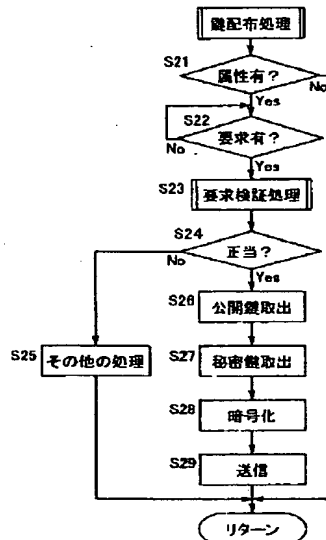 鍵配布処理
S21
属性有？
No
Yes
S22
要求有？
No
Yes
S23
要求検証処理
S24
正当？
No
Yes
S26
公開鍵取出
S25
その他の処理
S27
秘密鍵取出
S28
暗号化
S29
送信
リターン